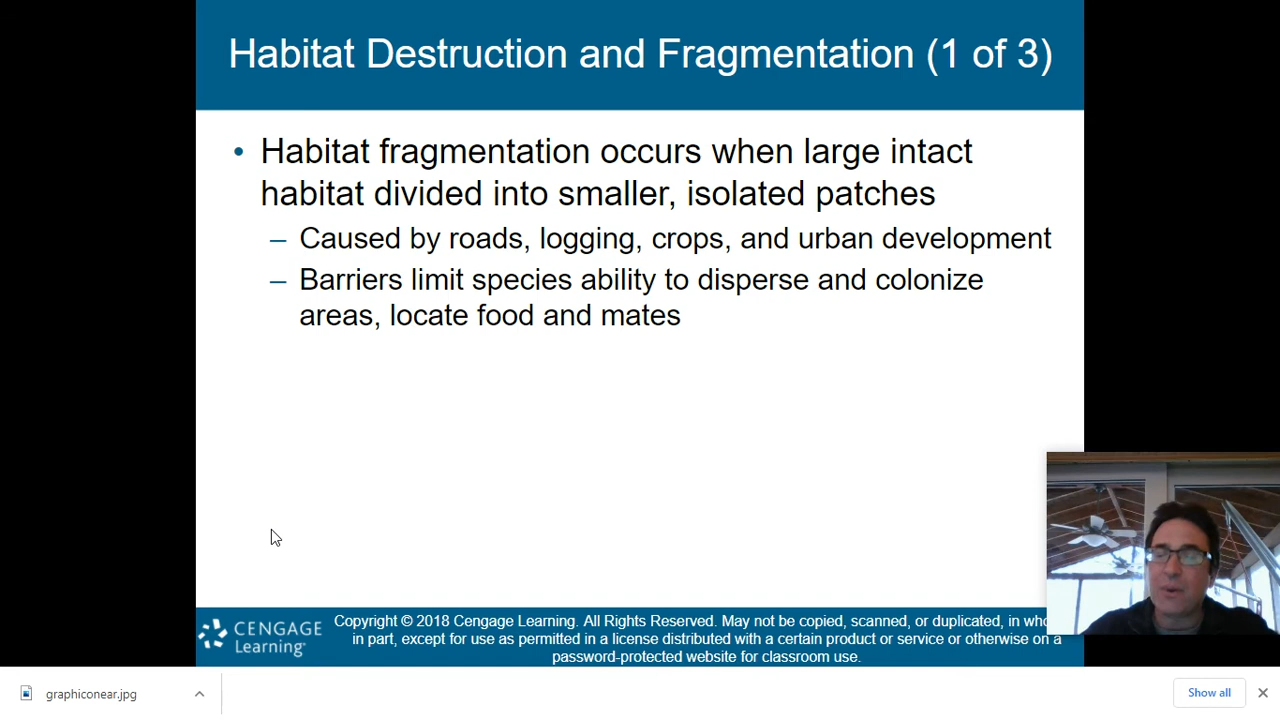 Habitat Destruction and Fragmentation (1 of 3)
• Habitat fragmentation occurs when large intact
habitat divided into smaller, isolated patches
– Caused by roads, logging, crops, and urban development
– Barriers limit species ability to disperse and colonize
areas, locate food and mates
CENGAGE
Learning
Copyright © 2018 Cengage Learning. All Rights Reserved. May not be copied, scanned, or duplicated, in
in part, except for use as permitted in a license distributed with a certain product or service or otherwise on a
password-protected website for classroom use.
graphiconear.jpg
Show all